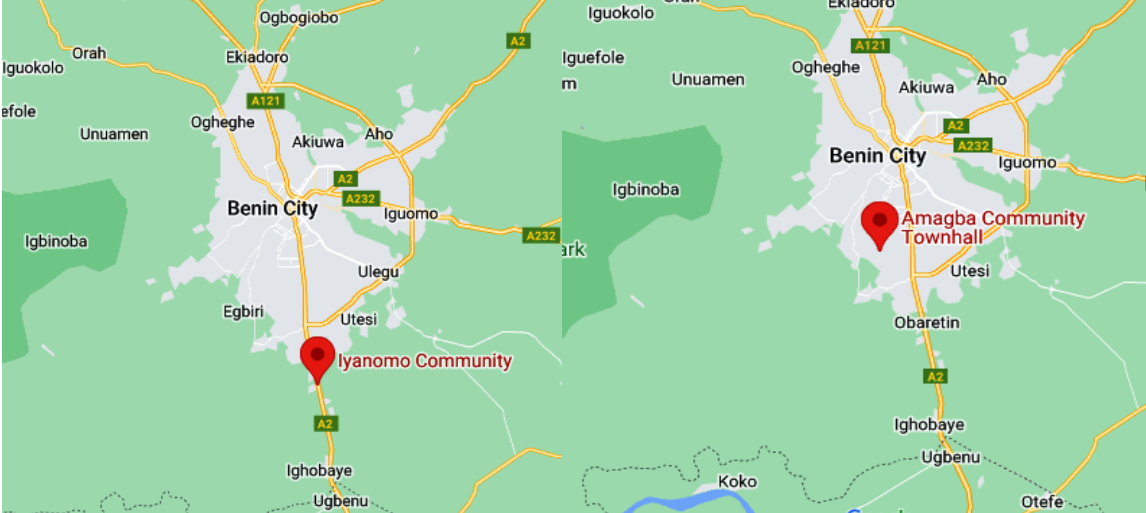 Ogbogiobo
A2
Orah
Ekiadoro
Iguokolo
A121
efole
Ogheghe
Unuamen
Aho
Akiuwa
A2
A232
Benin City
Iguomo
A232
Igbinoba
Ulegu
Egbiri
Utesi
Iyanomo Community
A2
Ighobaye
Ugbenu
Ekiadoro
Iguokolo
A121
Iguefole
Ogheghe
m
Unuamen
Aho
Akiuwa
A2
A232
Benin City
Iguomo
Igbinoba
Amagba Community
Townhall
ark
Utesi
Obaretin
A2
Ighobaye
Ugbenu
Koko
Otefe